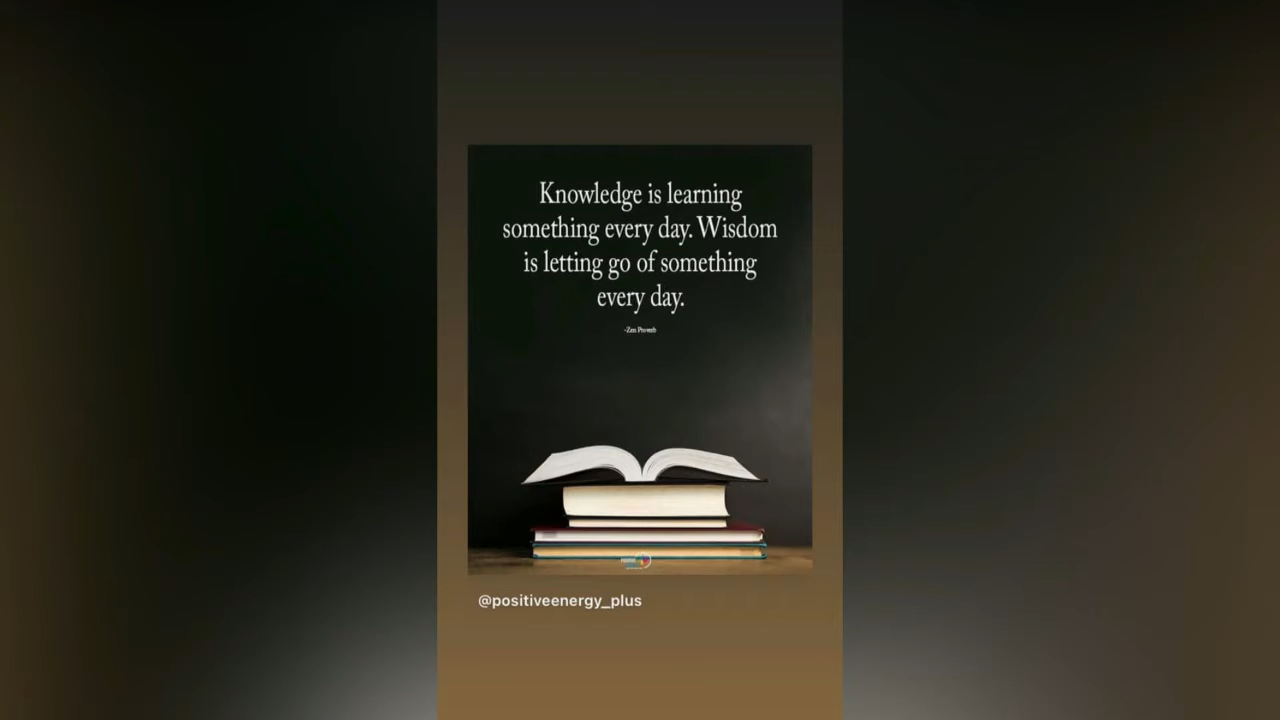 Knowledge is learning
something every day. Wisdom
is letting go of something
every day.
-Zen Proverb
@positiveenergy_plus